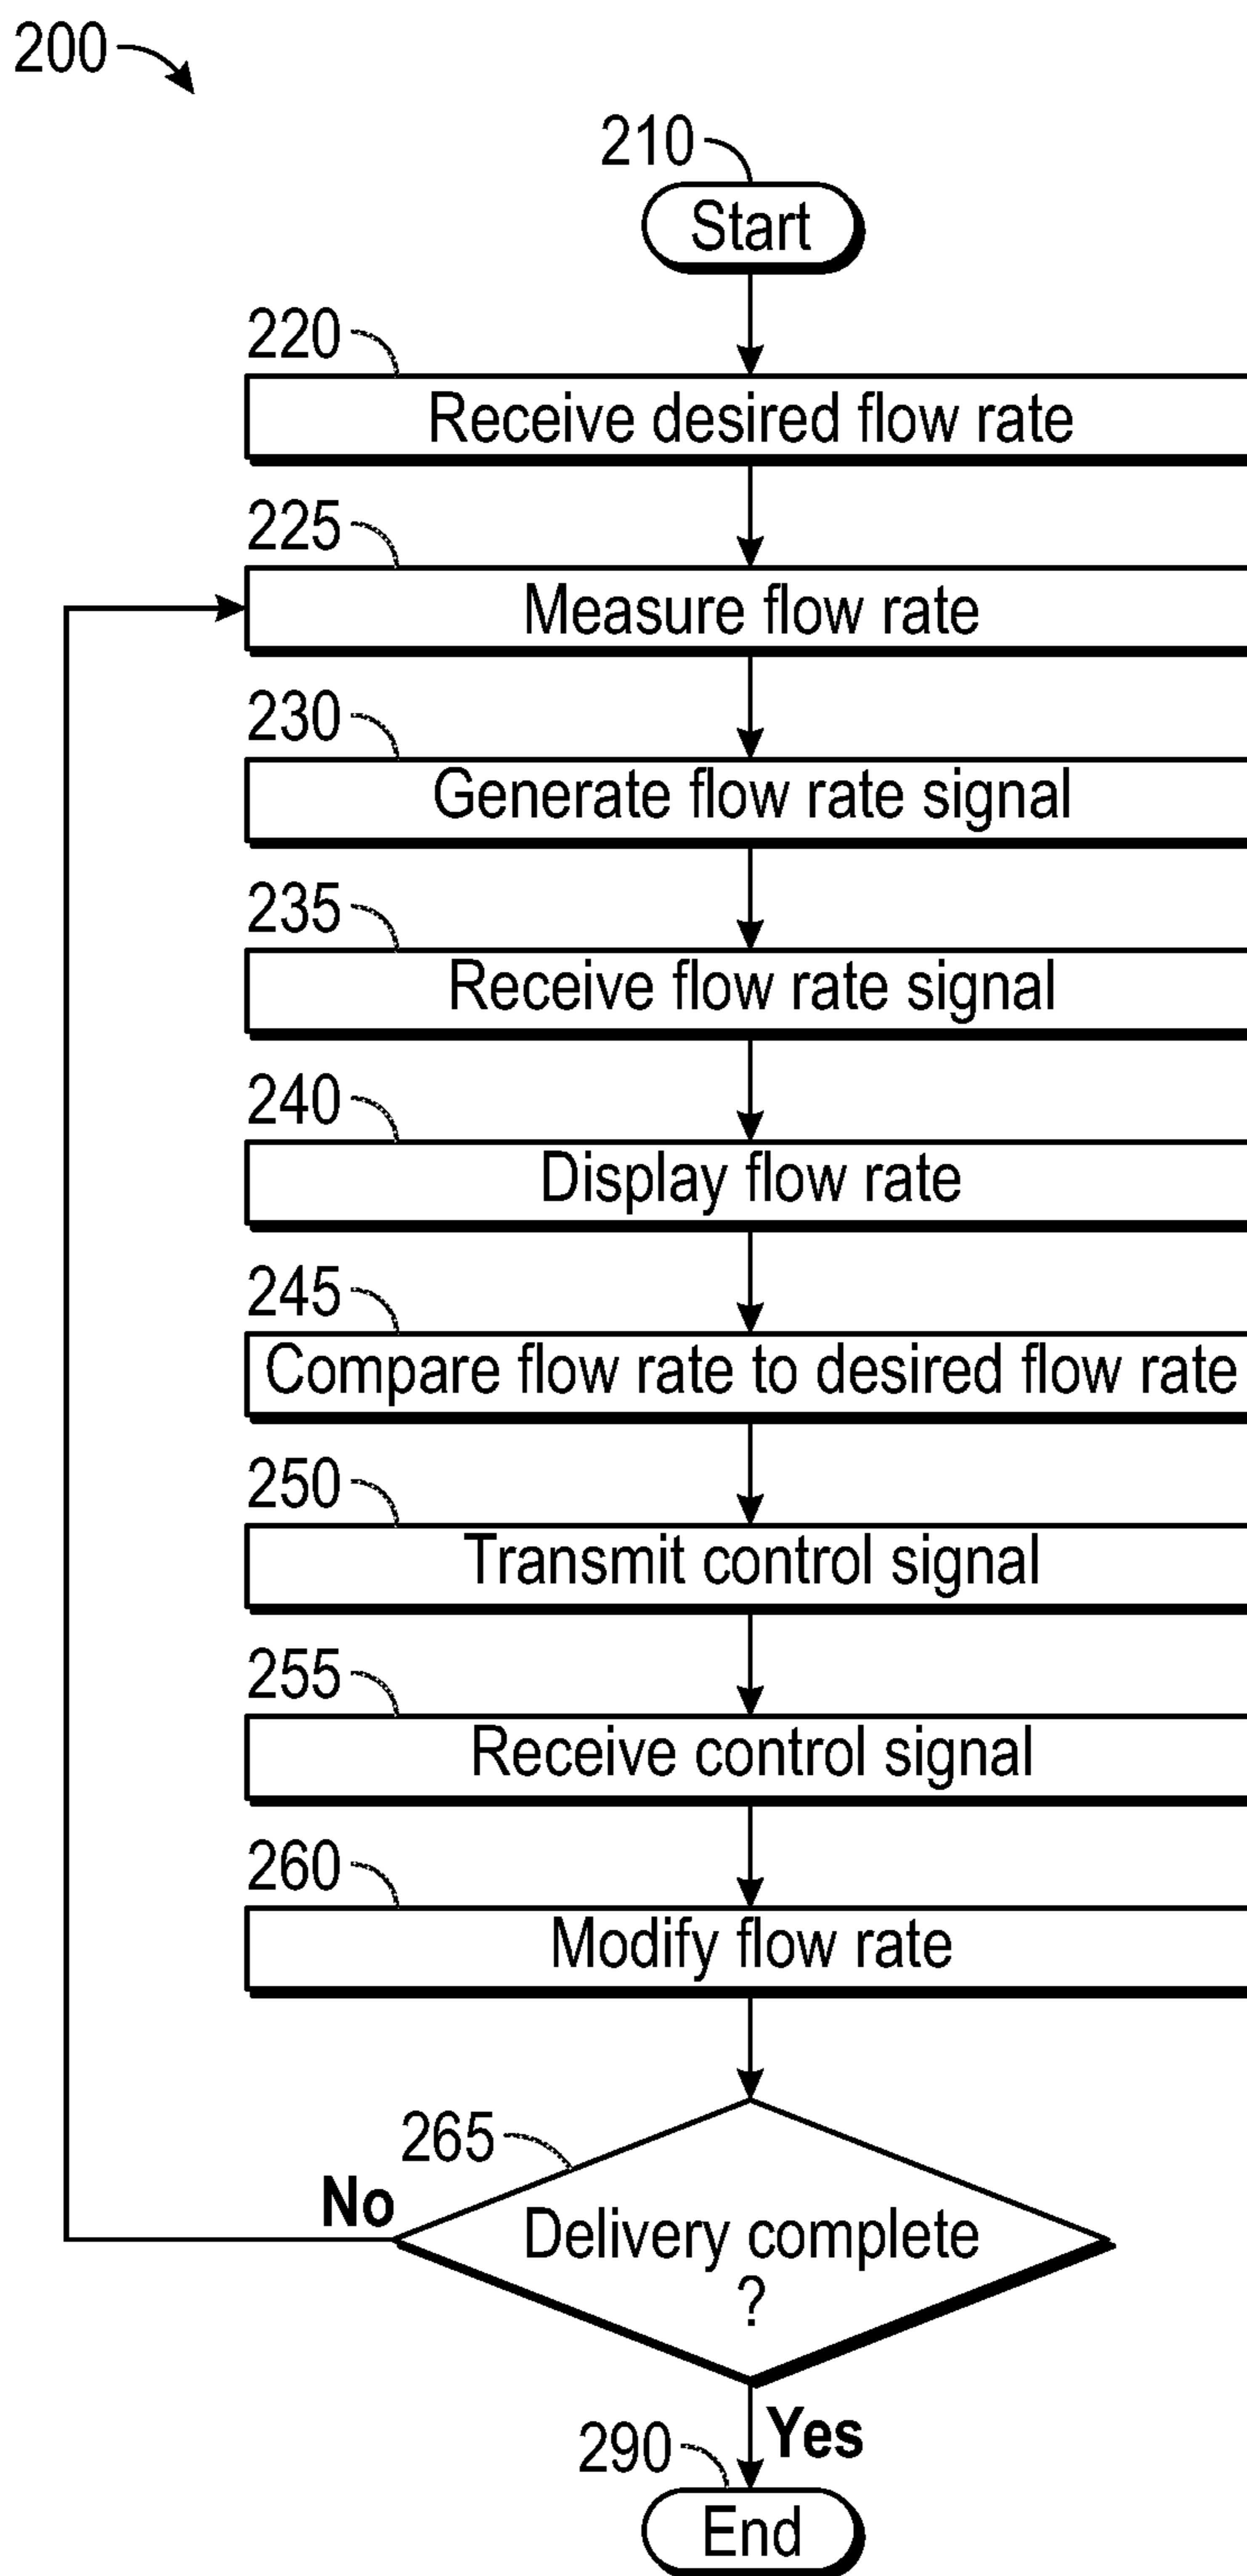 200
210
Start
220
Receive desired flow rate
225
Measure flow rate
230
Generate flow rate signal
235
Receive flow rate signal
240
Display flow rate
245
Compare flow rate to desired flow rate
250
Transmit control signal
255
Receive control signal
260
Modify flow rate
265
No
Delivery complete
?
Yes
290
End